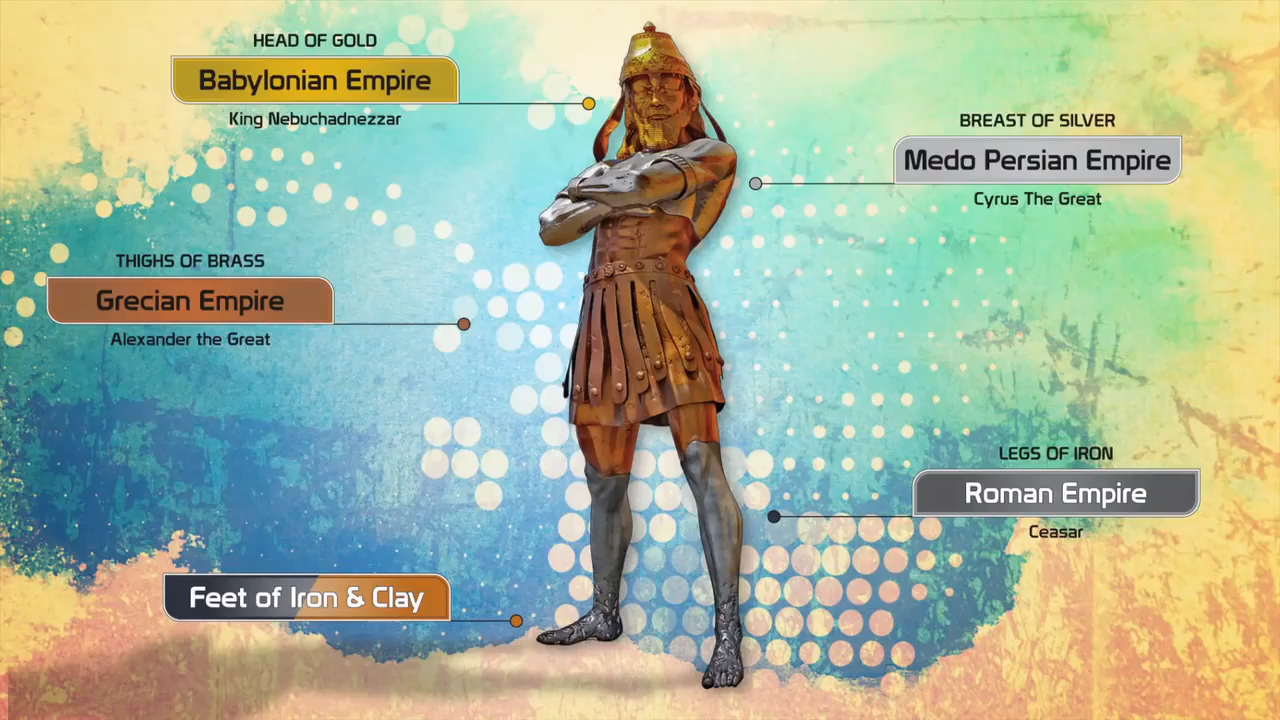 HEAD OF GOLD
Babylonian Empire
King Nebuchadnezzar
BREAST OF SILVER
Medo Persian Empire
Cyrus The Great
THIGHS OF BRASS
Grecian Empire
Alexander the Great
LEGS OF IRON
Roman Empire
Ceasar
Feet of Iron & Clay